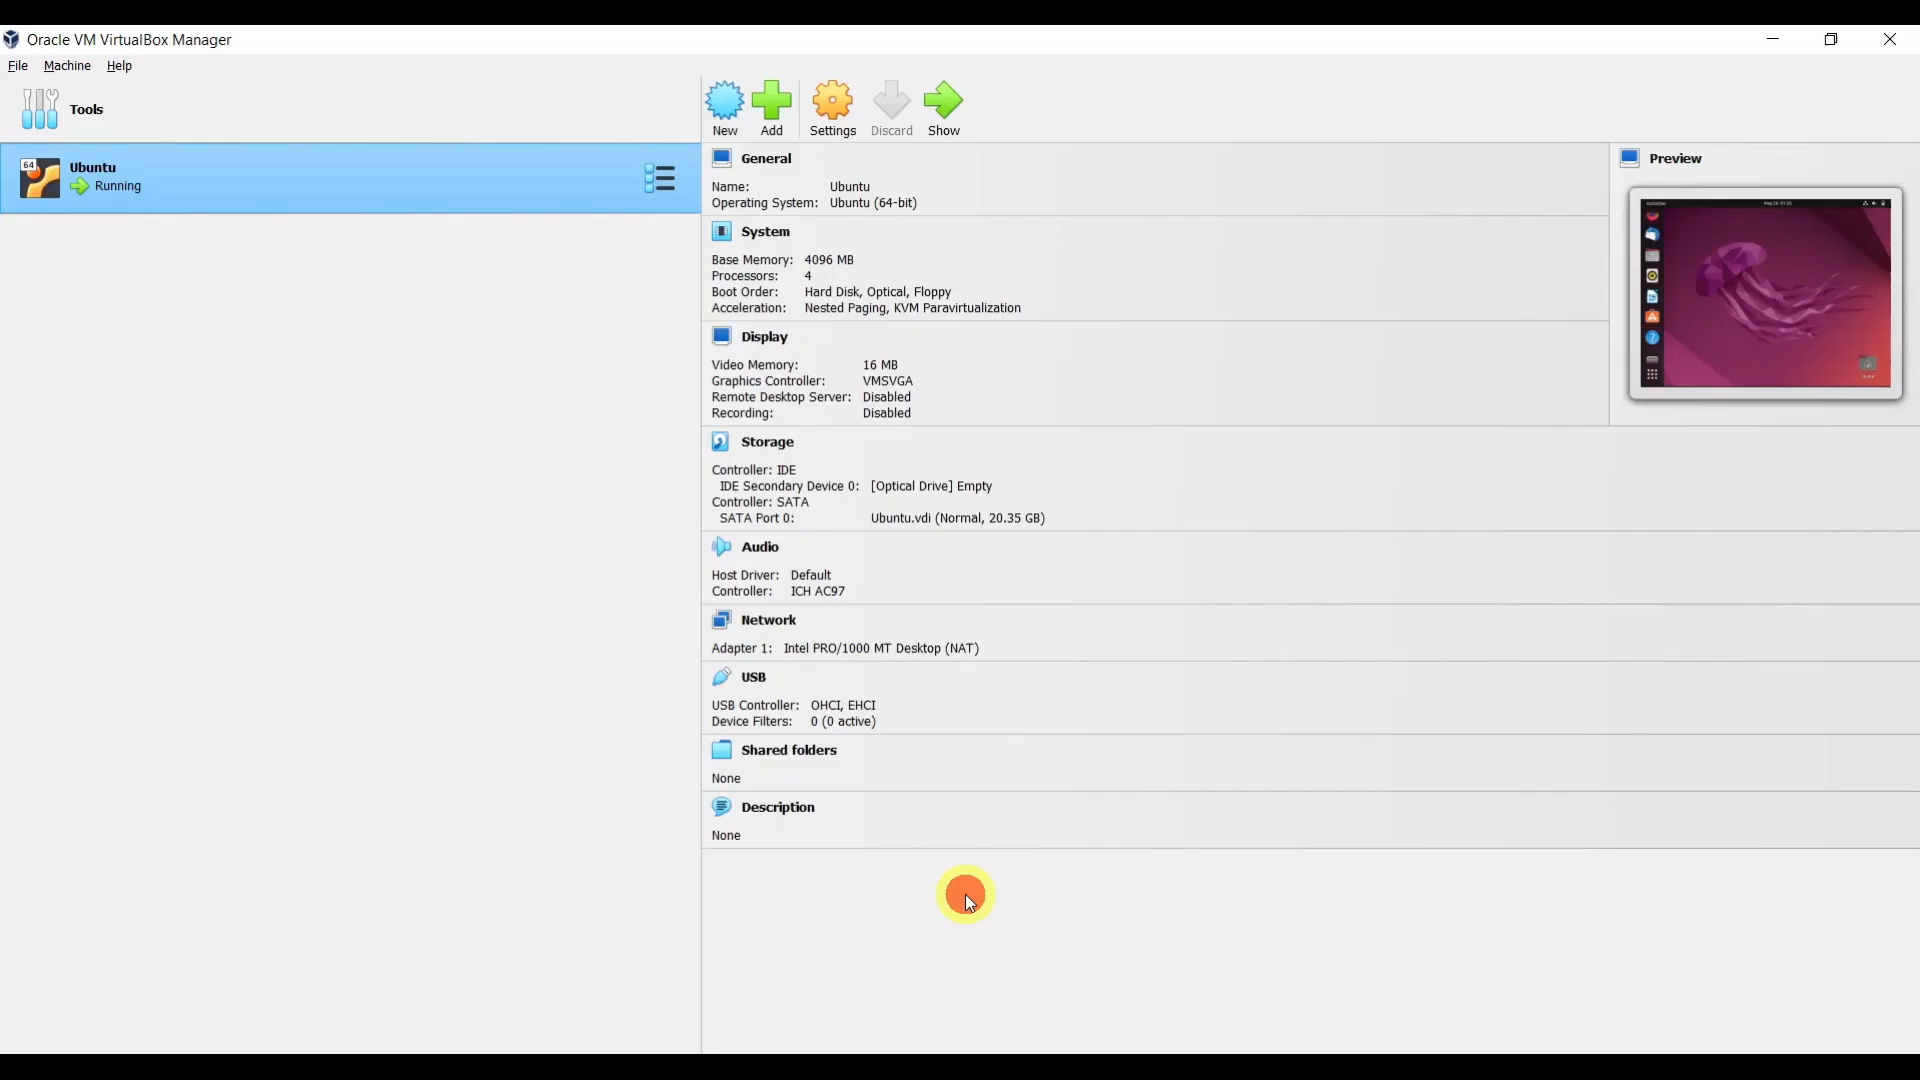 Oracle VM VirtualBox Manager
File Machine Help
Tools
New Add Settings Discard Show
64
Ubuntu
Running
General
Name: Ubuntu
Operating System: Ubuntu (64-bit)
Preview
System
Base Memory: 4096 MB
Processors: 4
Boot Order: Hard Disk, Optical, Floppy
Acceleration: Nested Paging, KVM Paravirtualization
Display
Video Memory: 16 MB
Graphics Controller: VMSVGA
Remote Desktop Server: Disabled
Recording: Disabled
Storage
Controller: IDE
IDE Secondary Device 0: [Optical Drive] Empty
Controller: SATA
SATA Port 0: Ubuntu.vdi (Normal, 20.35 GB)
Audio
Host Driver: Default
Controller: ICH AC97
Network
Adapter 1: Intel PRO/1000 MT Desktop (NAT)
USB
USB Controller: OHCI, EHCI
Device Filters: 0 (0 active)
Shared folders
None
Description
None